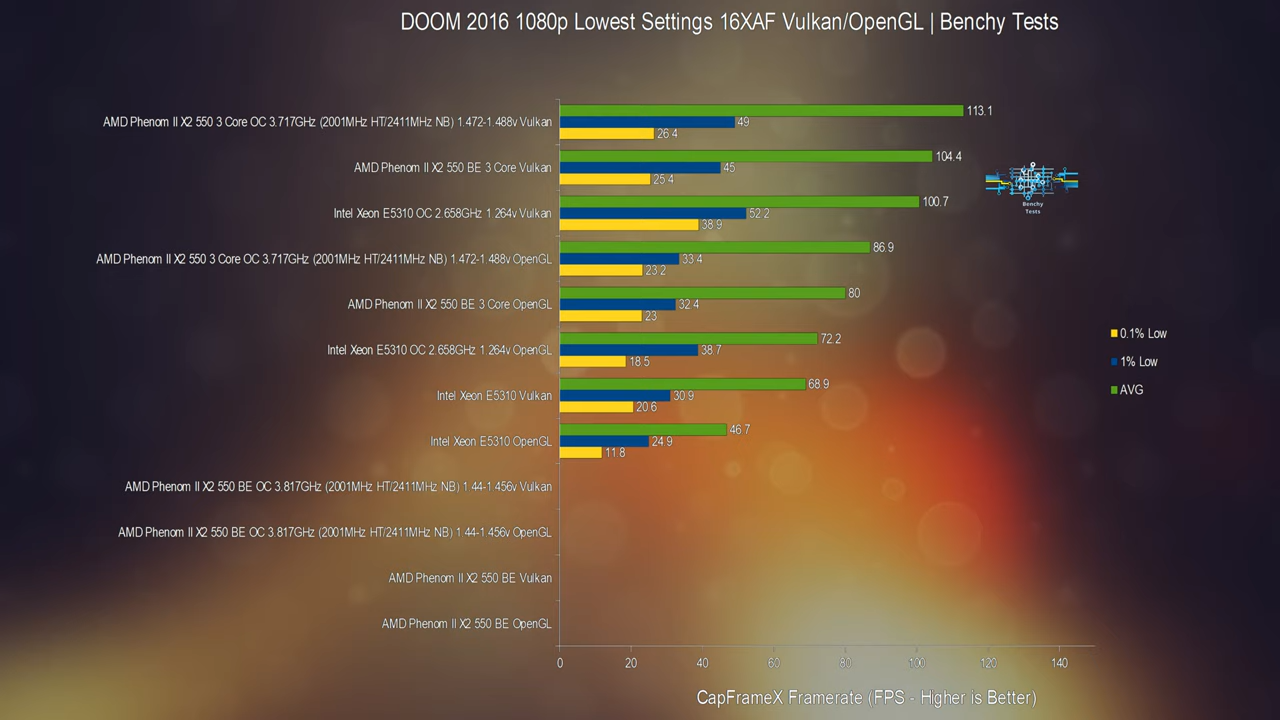 DOOM 2016 1080p Lowest Settings 16XAF Vulkan/OpenGL | Benchy Tests
AMD Phenom II X2 550 3 Core OC 3.717GHz (2001MHz HT/2411MHz NB) 1.472-1.488v Vulkan
113.1
49
26.4
AMD Phenom II X2 550 BE 3 Core Vulkan
104.4
45
25.4
Intel Xeon E5310 OC 2.658GHz 1.264v Vulkan
100.7
52.2
38.9
AMD Phenom II X2 550 3 Core OC 3.717GHz (2001MHz HT/2411MHz NB) 1.472-1.488v OpenGL
86.9
33.4
23.2
AMD Phenom II X2 550 BE 3 Core OpenGL
80
32.4
23
Intel Xeon E5310 OC 2.658GHz 1.264v OpenGL
72.2
38.7
18.5
Intel Xeon E5310 Vulkan
68.9
30.9
20.6
Intel Xeon E5310 OpenGL
46.7
24.9
11.8
AMD Phenom II X2 550 BE OC 3.817GHz (2001MHz HT/2411MHz NB) 1.44-1.456v Vulkan
AMD Phenom II X2 550 BE OC 3.817GHz (2001MHz HT/2411MHz NB) 1.44-1.456v OpenGL
AMD Phenom II X2 550 BE Vulkan
AMD Phenom II X2 550 BE OpenGL
0 20 40 60 80 100 120 140
CapFrameX Framerate (FPS - Higher is Better)
Benchy
Tests
0.1% Low
1% Low
AVG